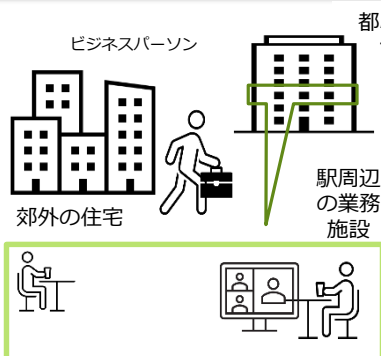 都
ビジネスパーソン
駅周辺
の業務
施設
郊外の住宅